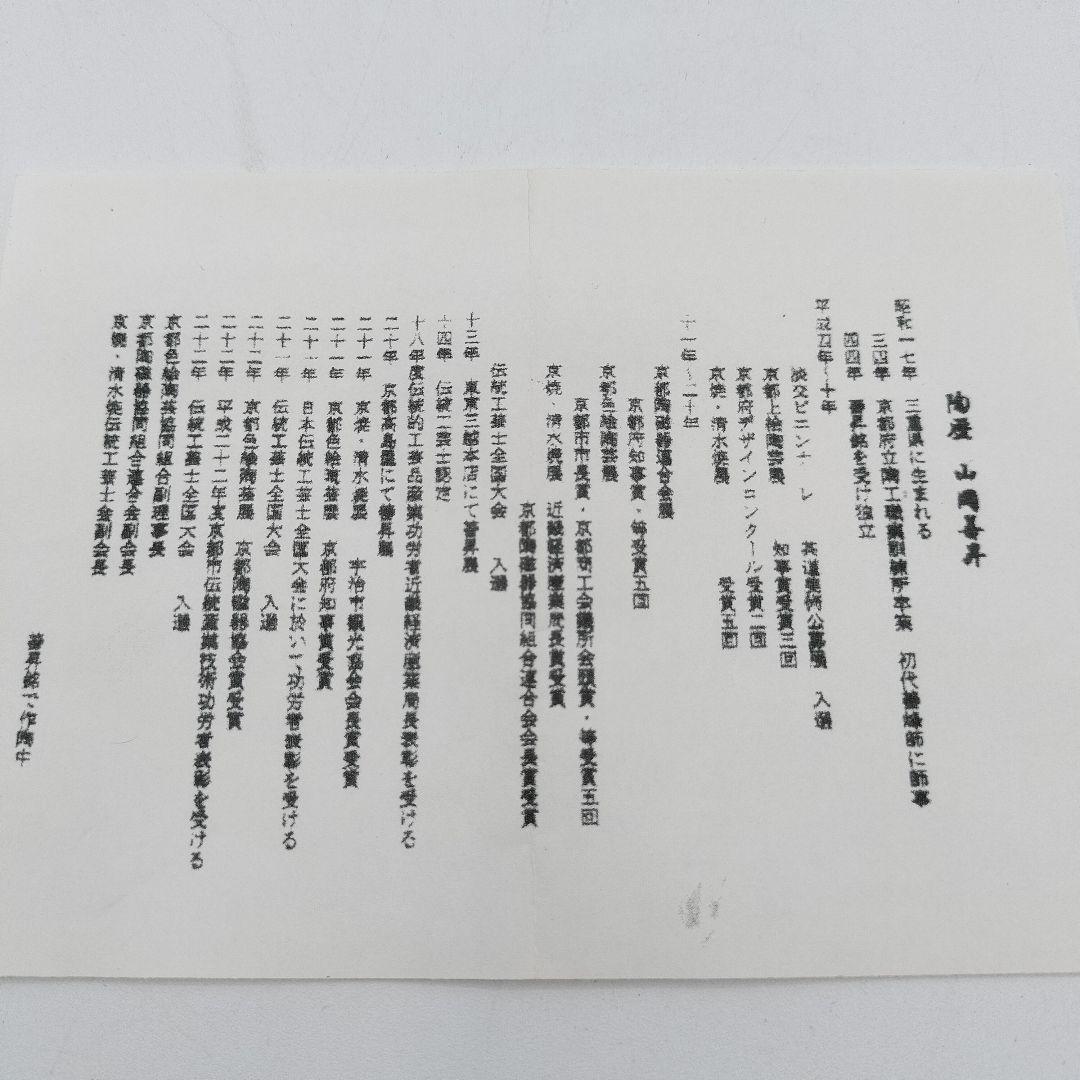 陶歴 山岡善昇
昭和一七年 三重県に生まれる
三四年 京都府立陶工職業訓練所卒業 初代善峰師に師事
四四年 善昇銘を受け独立
平成四年~十年
淡交ビエンナーレ 茶道美術公募展 入選
京都上絵陶芸展 知事賞受賞三回
京都府デザインコンクール受賞二回
京焼・清水焼展 受賞五回
十一年~二十年
京都陶磁器連合会展
京都府知事賞・等受賞五回
京都色絵陶芸展
京都市市長賞・京都商工会議所会頭賞・等受賞五回
京焼・清水焼展 近畿経済産業局長賞受賞
京都陶磁器協同組合連合会会長賞受賞
伝統工芸士全国大会 入選
十三年 東京三越本店にて善昇展
十四年 伝統工芸士認定
十八年度伝統的工芸品産業功労者近畿経済産業局長表彰を受ける
二十年 京都高島屋にて善昇展
二十一年 京焼・清水焼展 宇治市観光協会会長賞受賞
二十一年 京都色絵陶芸展 京都府知事賞受賞
二十一年 日本伝統工芸士全国大会に於いて功労者表彰を受ける
二十一年 伝統工芸士全国大会 入選
二十二年 京都色絵陶芸展 京都陶磁器協会賞受賞
二十二年 平成二十二年度京都市伝統産業技術功労者表彰を受ける
二十二年 伝統工芸士全国大会 入選
京都色絵陶芸協同組合副理事長
京都陶磁器協同組合連合会副会長
京焼・清水焼伝統工芸士会副会長
善昇銘で作陶中